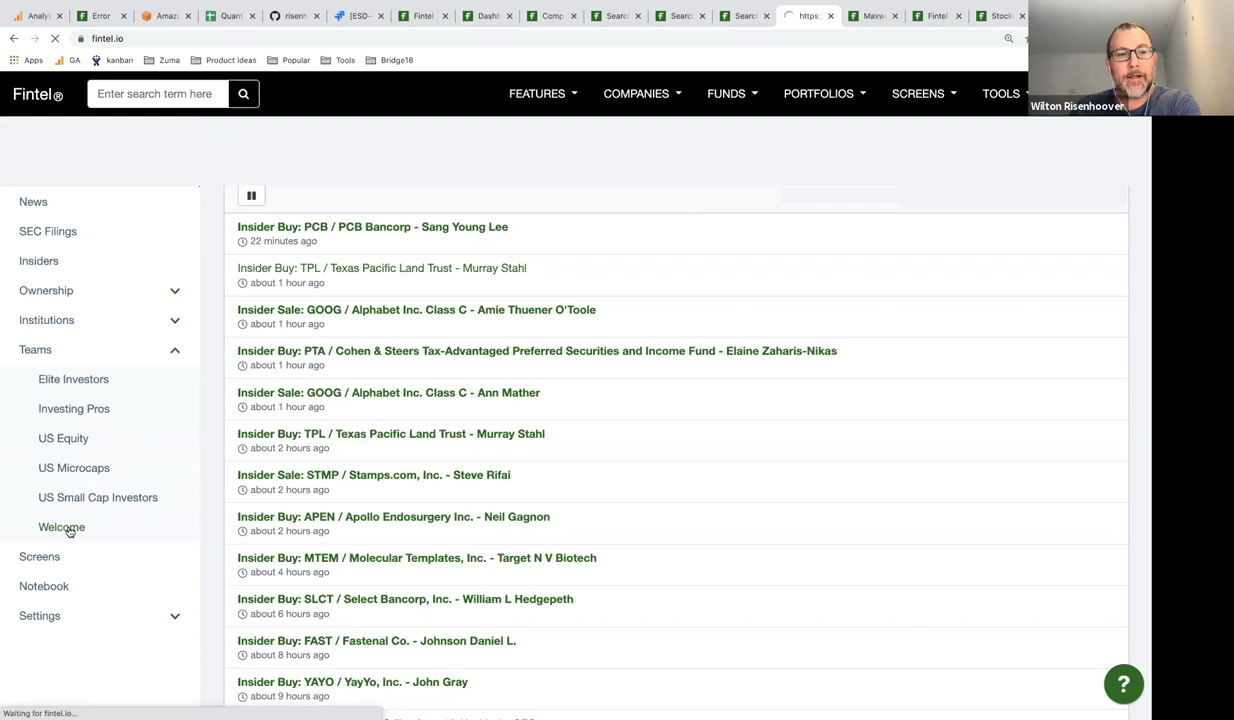 Analyt
Error
Amazo
Quant
risenh
[ESD-
Fintel
Dashb
Comp
Search
Search
Search
https:
Maxwe
Fintel
Stockh
fintel.io
Apps
GA
kanban
Zuma
Product Ideas
Popular
Tools
Bridge18
Fintel®
Enter search term here
FEATURES
COMPANIES
FUNDS
PORTFOLIOS
SCREENS
TOOLS
Wilton Risenhoover
News
SEC Filings
Insiders
Ownership
Institutions
Teams
Elite Investors
Investing Pros
US Equity
US Microcaps
US Small Cap Investors
Welcome
Screens
Notebook
Settings
Insider Buy: PCB / PCB Bancorp - Sang Young Lee
22 minutes ago
Insider Buy: TPL / Texas Pacific Land Trust - Murray Stahl
about 1 hour ago
Insider Sale: GOOG / Alphabet Inc. Class C - Amie Thuener O'Toole
about 1 hour ago
Insider Buy: PTA / Cohen & Steers Tax-Advantaged Preferred Securities and Income Fund - Elaine Zaharis-Nikas
about 1 hour ago
Insider Sale: GOOG / Alphabet Inc. Class C - Ann Mather
about 1 hour ago
Insider Buy: TPL / Texas Pacific Land Trust - Murray Stahl
about 2 hours ago
Insider Sale: STMP / Stamps.com, Inc. - Steve Rifai
about 2 hours ago
Insider Buy: APEN / Apollo Endosurgery Inc. - Neil Gagnon
about 2 hours ago
Insider Buy: MTEM / Molecular Templates, Inc. - Target N V Biotech
about 4 hours ago
Insider Buy: SLCT / Select Bancorp, Inc. - William L Hedgepeth
about 6 hours ago
Insider Buy: FAST / Fastenal Co. - Johnson Daniel L.
about 8 hours ago
Insider Buy: YAYO / YayYo, Inc. - John Gray
about 9 hours ago
?
Waiting for fintel.io...